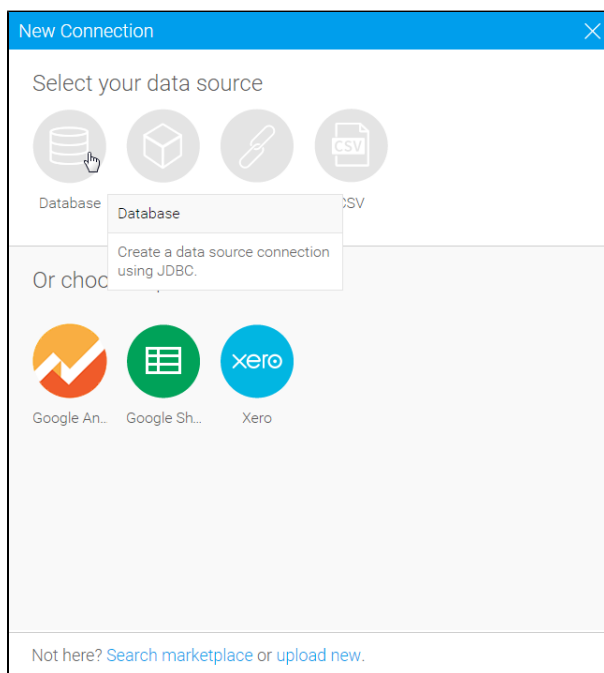 New Connection
Select your data source
CSV
Database
CSV
Database
Create a data source connection
using JDBC.
Or choo
Google An..
Google Sh...
xero
Xero
Not here? Search marketplace or upload new.